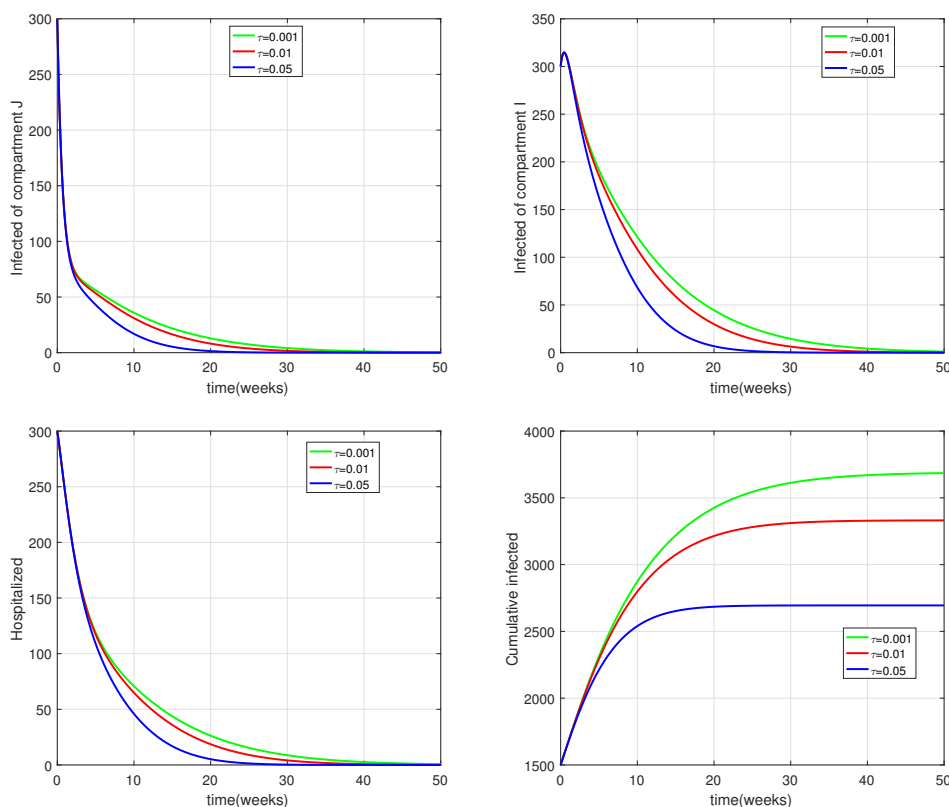 300
250
200
150
100
50
0
Infected of compartment J
τ=0.001
τ=0.01
τ=0.05
0 10 20 30 40 50
time(weeks)
350
300
250
200
150
100
50
0
Infected of compartment I
τ=0.001
τ=0.01
τ=0.05
0 10 20 30 40 50
time(weeks)
300
250
200
150
100
50
0
Hospitalized
τ=0.001
τ=0.01
τ=0.05
0 10 20 30 40 50
time(weeks)
4000
3500
3000
2500
2000
1500
Cumulative infected
τ=0.001
τ=0.01
τ=0.05
0 10 20 30 40 50
time(weeks)